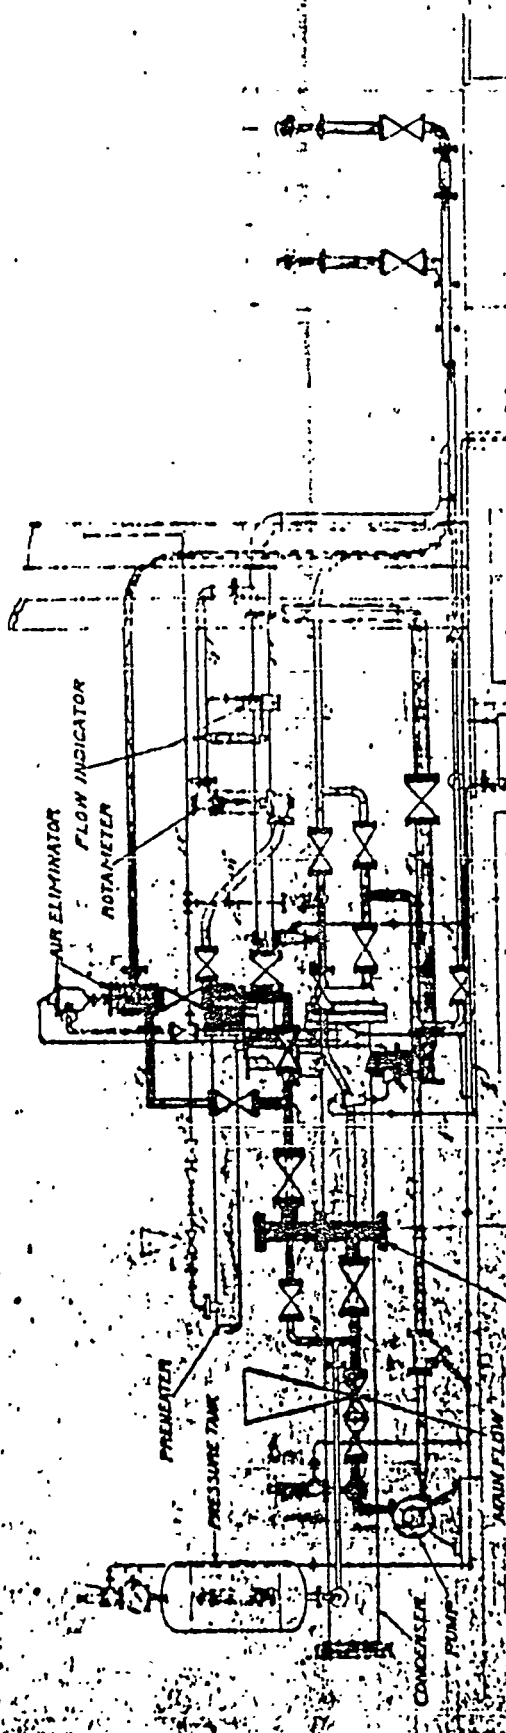 AIR ELIMINATOR
FLOW INDICATOR
ROTAMETER
PREHEATER
PRESSURE TANK
MAIN FLOW
CONDENSER
PUMP